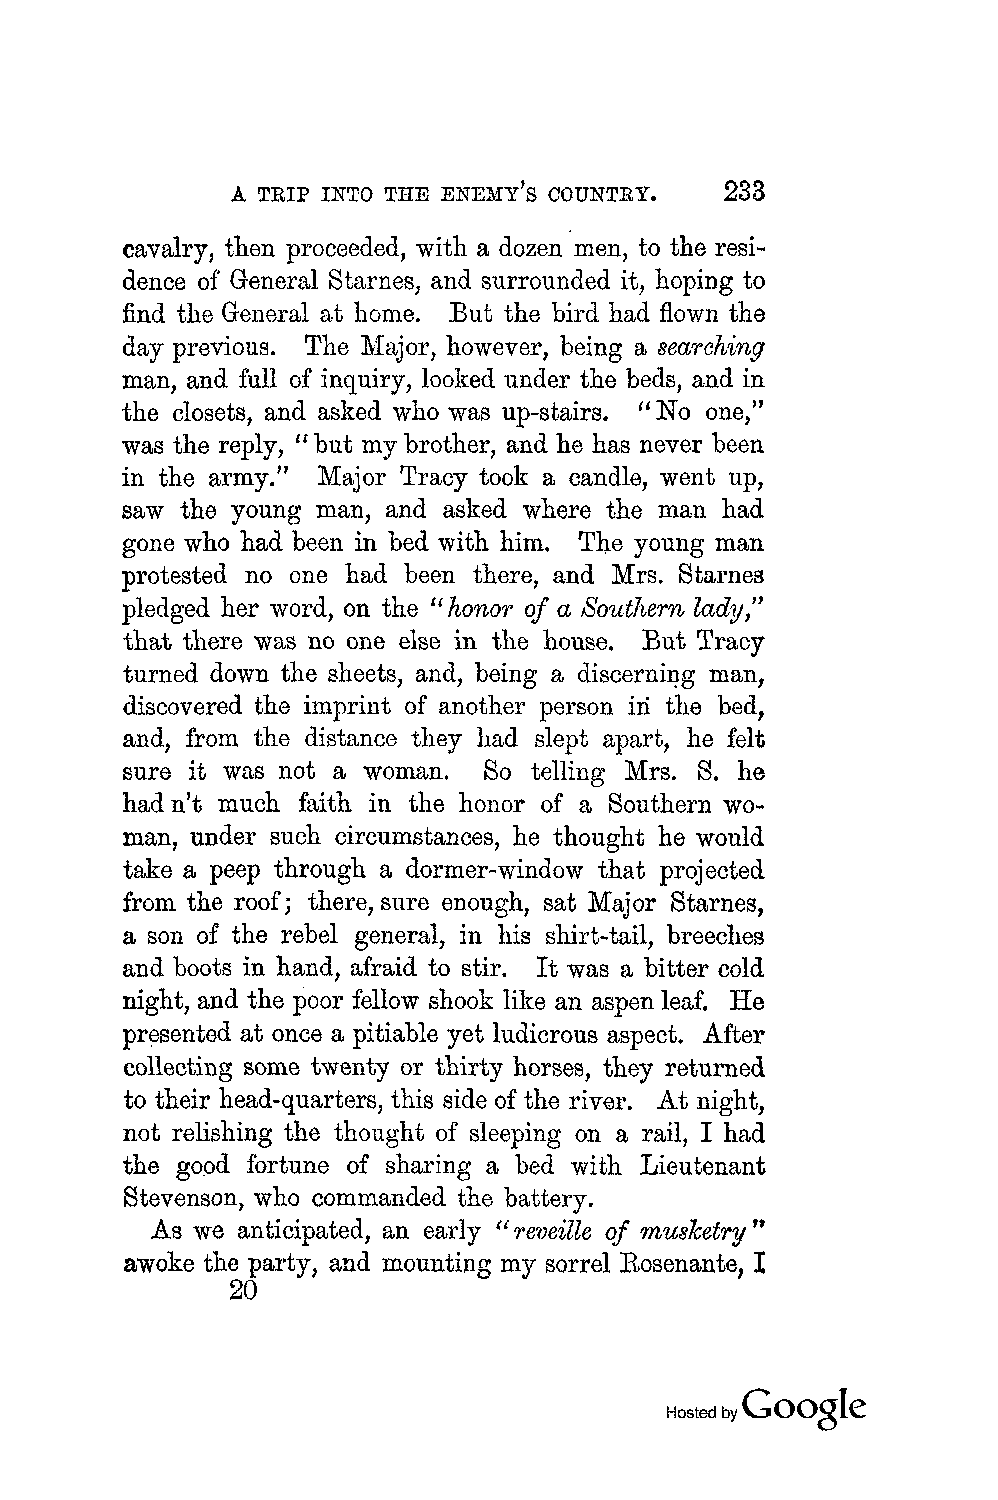 A TRIP INTO THE ENEMY'S COUNTRY. 233
cavalry, then proceeded, with a dozen men, to the resi-
dence of General Starnes, and surrounded it, hoping to
find the General at home. But the bird had flown the
day previous. The Major, however, being a searching
man, and full of inquiry, looked under the beds, and in
the closets, and asked who was up-stairs. "No one,"
was the reply, "but my brother, and he has never been
in the army." Major Tracy took a candle, went up,
saw the young man, and asked where the man had
gone who had been in bed with him. The young man
protested no one had been there, and Mrs. Starnes
pledged her word, on the "honor of a Southern lady,"
that there was no one else in the house. But Tracy
turned down the sheets, and, being a discerning man,
discovered the imprint of another person in the bed,
and, from the distance they had slept apart, he felt
sure it was not a woman. So telling Mrs. S. he
had n't much faith in the honor of a Southern wo-
man, under such circumstances, he thought he would
take a peep through a dormer-window that projected
from the roof; there, sure enough, sat Major Starnes,
a son of the rebel general, in his shirt-tail, breeches
and boots in hand, afraid to stir. It was a bitter cold
night, and the poor fellow shook like an aspen leaf. He
presented at once a pitiable yet ludicrous aspect. After
collecting some twenty or thirty horses, they returned
to their head-quarters, this side of the river. At night,
not relishing the thought of sleeping on a rail, I had
the good fortune of sharing a bed with Lieutenant
Stevenson, who commanded the battery.
As we anticipated, an early "reveille of musketry"
awoke the party, and mounting my sorrel Rosenante, I
20
Hosted by Google